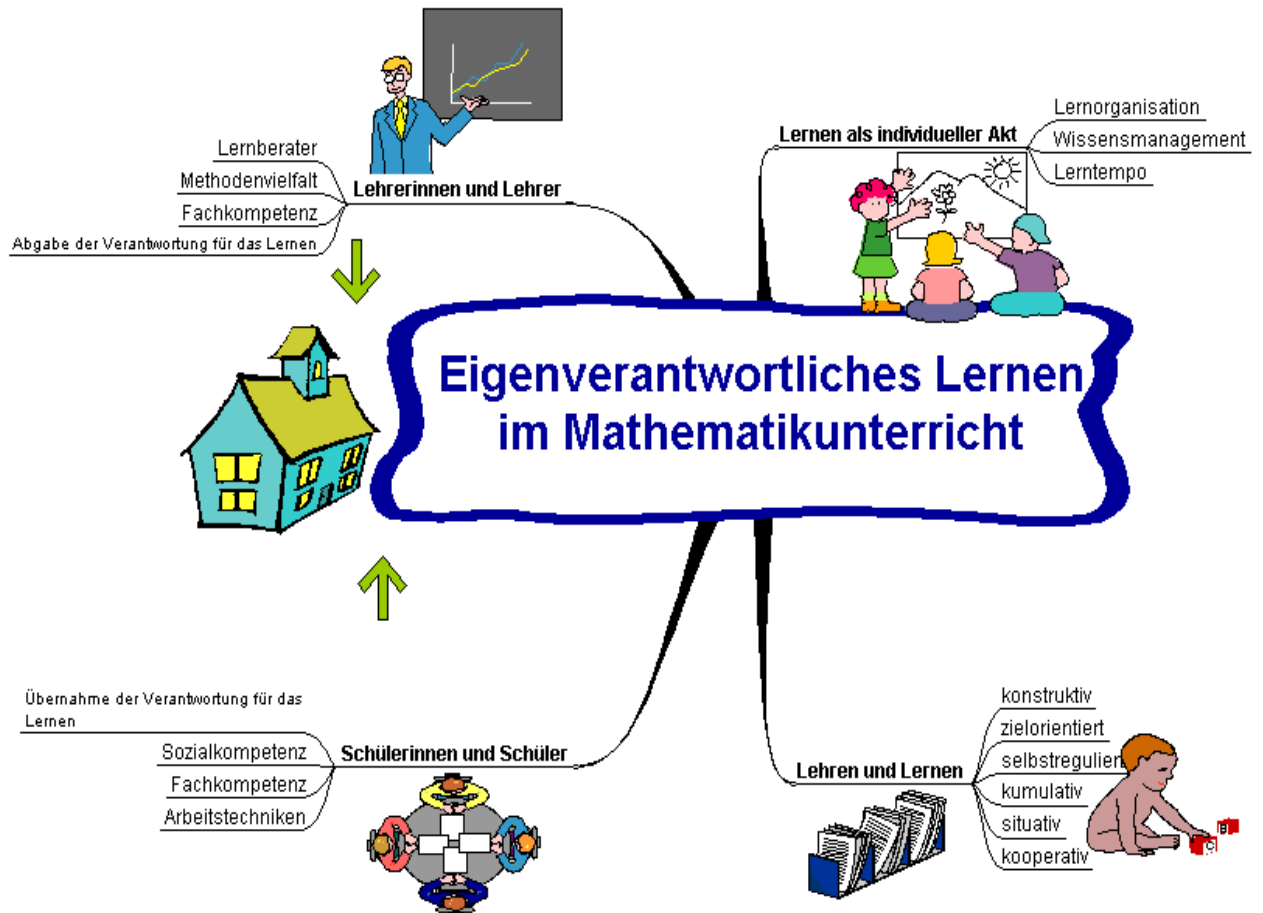 Eigenverantwortliches Lernen
im Mathematikunterricht
Lehrerinnen und Lehrer
Lernberater
Methodenvielfalt
Fachkompetenz
Abgabe der Verantwortung für das Lernen
Lernen als individueller Akt
Lernorganisation
Wissensmanagement
Lerntempo
Schülerinnen und Schüler
Übernahme der Verantwortung für das
Lernen
Sozialkompetenz
Fachkompetenz
Arbeitstechniken
Lehren und Lernen
konstruktiv
zielorientiert
selbstregulier
kumulativ
situativ
kooperativ